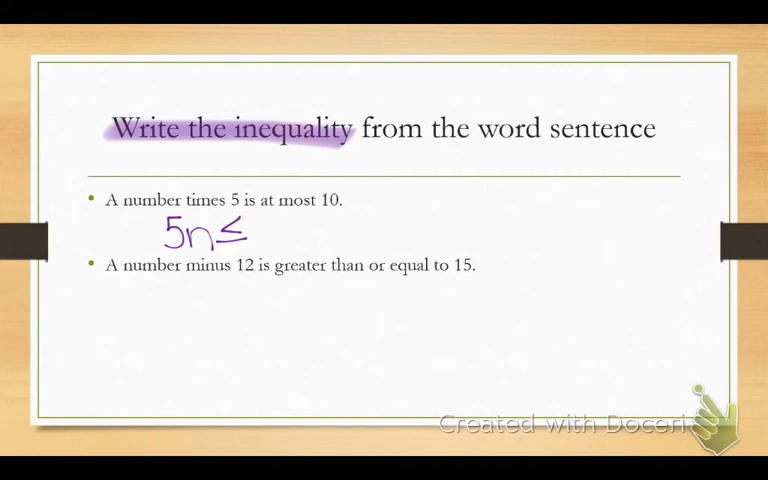 Write the inequality from the word sentence
• A number times 5 is at most 10.
5n ≤
• A number minus 12 is greater than or equal to 15.
Created with Doceri